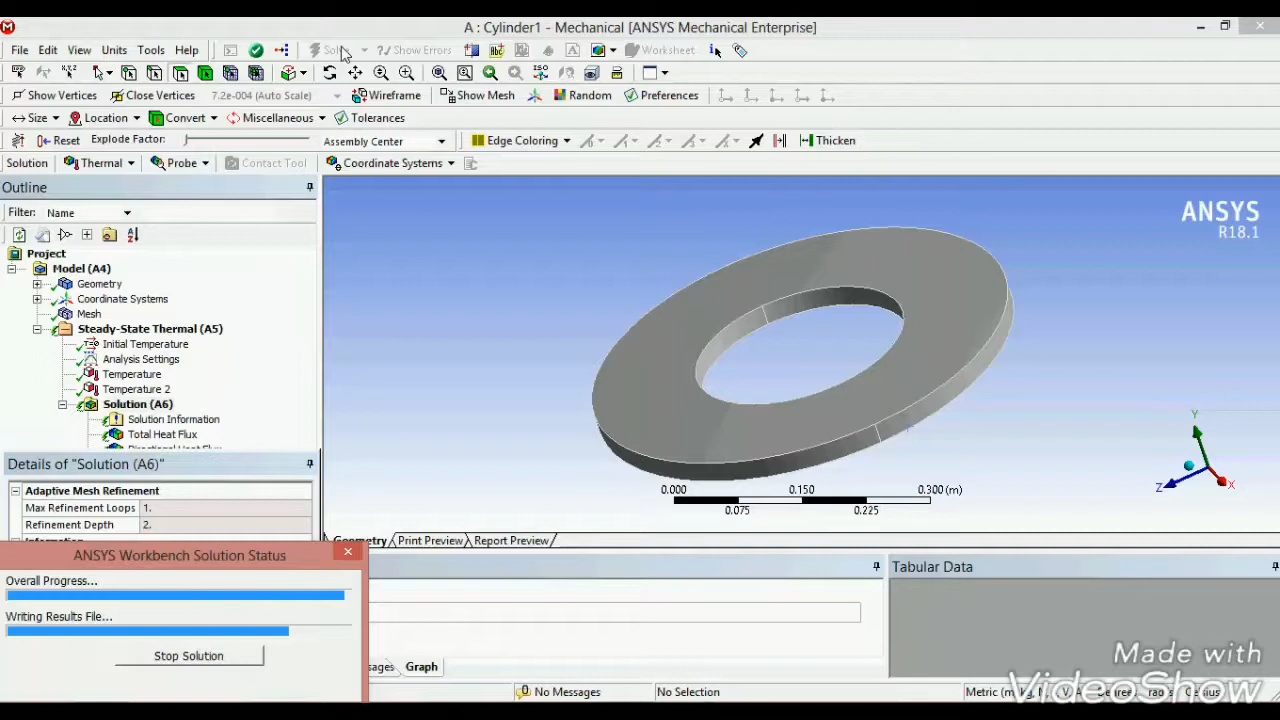 A : Cylinder1 - Mechanical [ANSYS Mechanical Enterprise]
File Edit View Units Tools Help Show Errors Worksheet
Show Vertices Close Vertices 7.2e-004 (Auto Scale) Wireframe Show Mesh Random Preferences
Size Location Convert Miscellaneous Tolerances
Reset Explode Factor: Assembly Center Edge Coloring Thicken
Solution Thermal Probe Contact Tool Coordinate Systems
Outline
Filter: Name
ANSYS
R18.1
Project
Model (A4)
Geometry
Coordinate Systems
Mesh
Steady-State Thermal (A5)
Initial Temperature
Analysis Settings
Temperature
Temperature 2
Solution (A6)
Solution Information
Total Heat Flux
Details of "Solution (A6)"
Adaptive Mesh Refinement
Max Refinement Loops 1.
Refinement Depth 2.
0.000 0.150 0.300 (m)
0.075 0.225
Y
Z X
Geometry Print Preview Report Preview
ANSYS Workbench Solution Status
Overall Progress...
Writing Results File...
Stop Solution
Graph
Tabular Data
0 No Messages No Selection
Made with
VideoShow